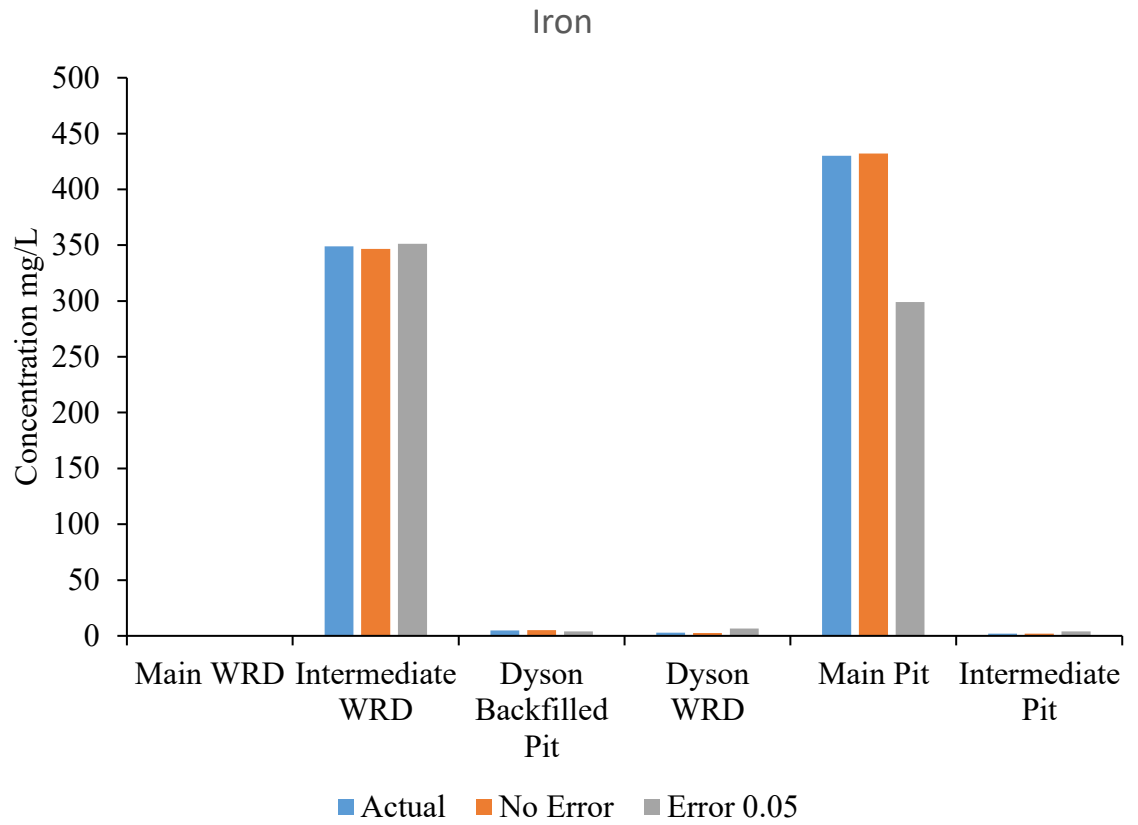 Iron
Concentration mg/L
500
450
400
350
300
250
200
150
100
50
0
Main WRD
Intermediate
WRD
Dyson
Backfilled
Pit
Dyson
WRD
Main Pit
Intermediate
Pit
Actual No Error Error 0.05